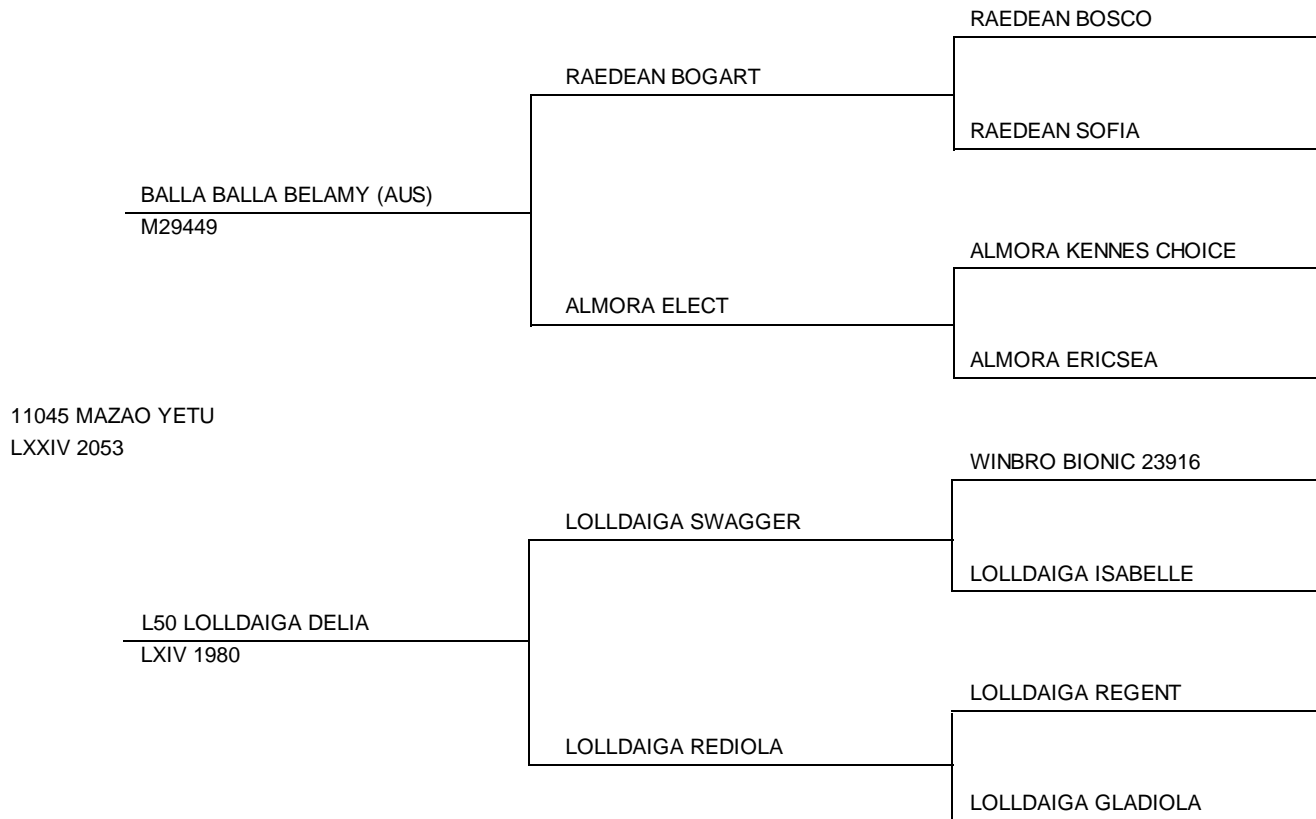 RAEDEAN BOSCO
RAEDEAN BOGART
RAEDEAN SOFIA
BALLA BALLA BELAMY (AUS)
M29449
ALMORA KENNES CHOICE
ALMORA ELECT
ALMORA ERICSEA
11045 MAZAO YETU
LXXIV 2053
WINBRO BIONIC 23916
LOLLDAIGA SWAGGER
LOLLDAIGA ISABELLE
L50 LOLLDAIGA DELIA
LXIV 1980
LOLLDAIGA REGENT
LOLLDAIGA REDIOLA
LOLLDAIGA GLADIOLA